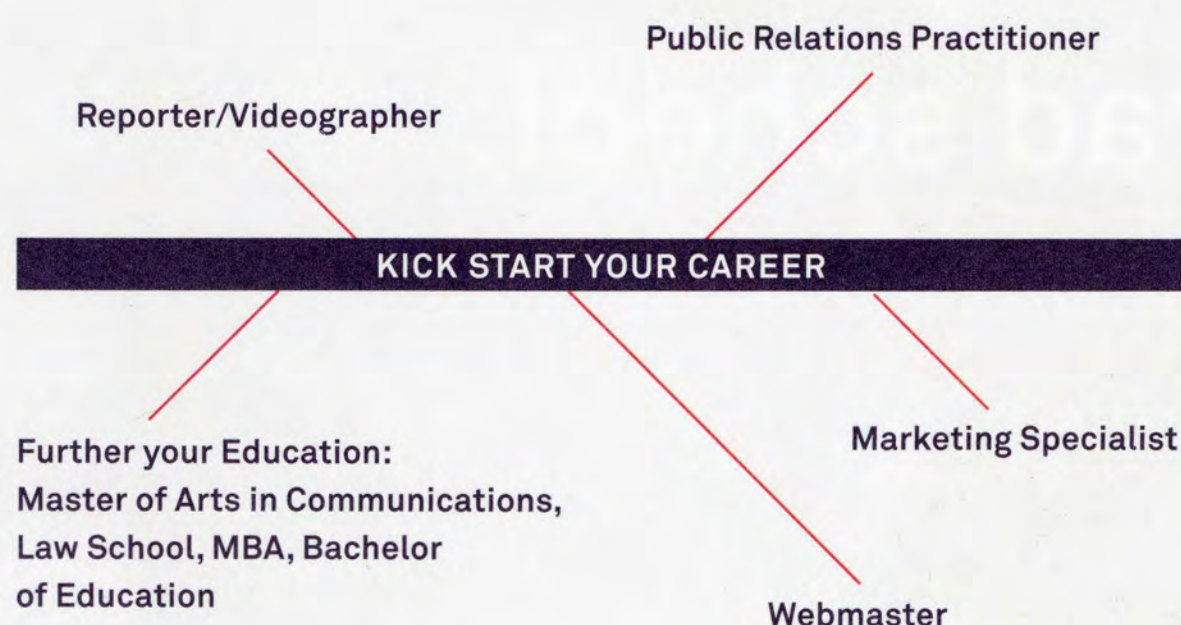 Public Relations Practitioner
Reporter/Videographer
KICK START YOUR CAREER
Further your Education:
Master of Arts in Communications,
Law School, MBA, Bachelor
of Education
Marketing Specialist
Webmaster